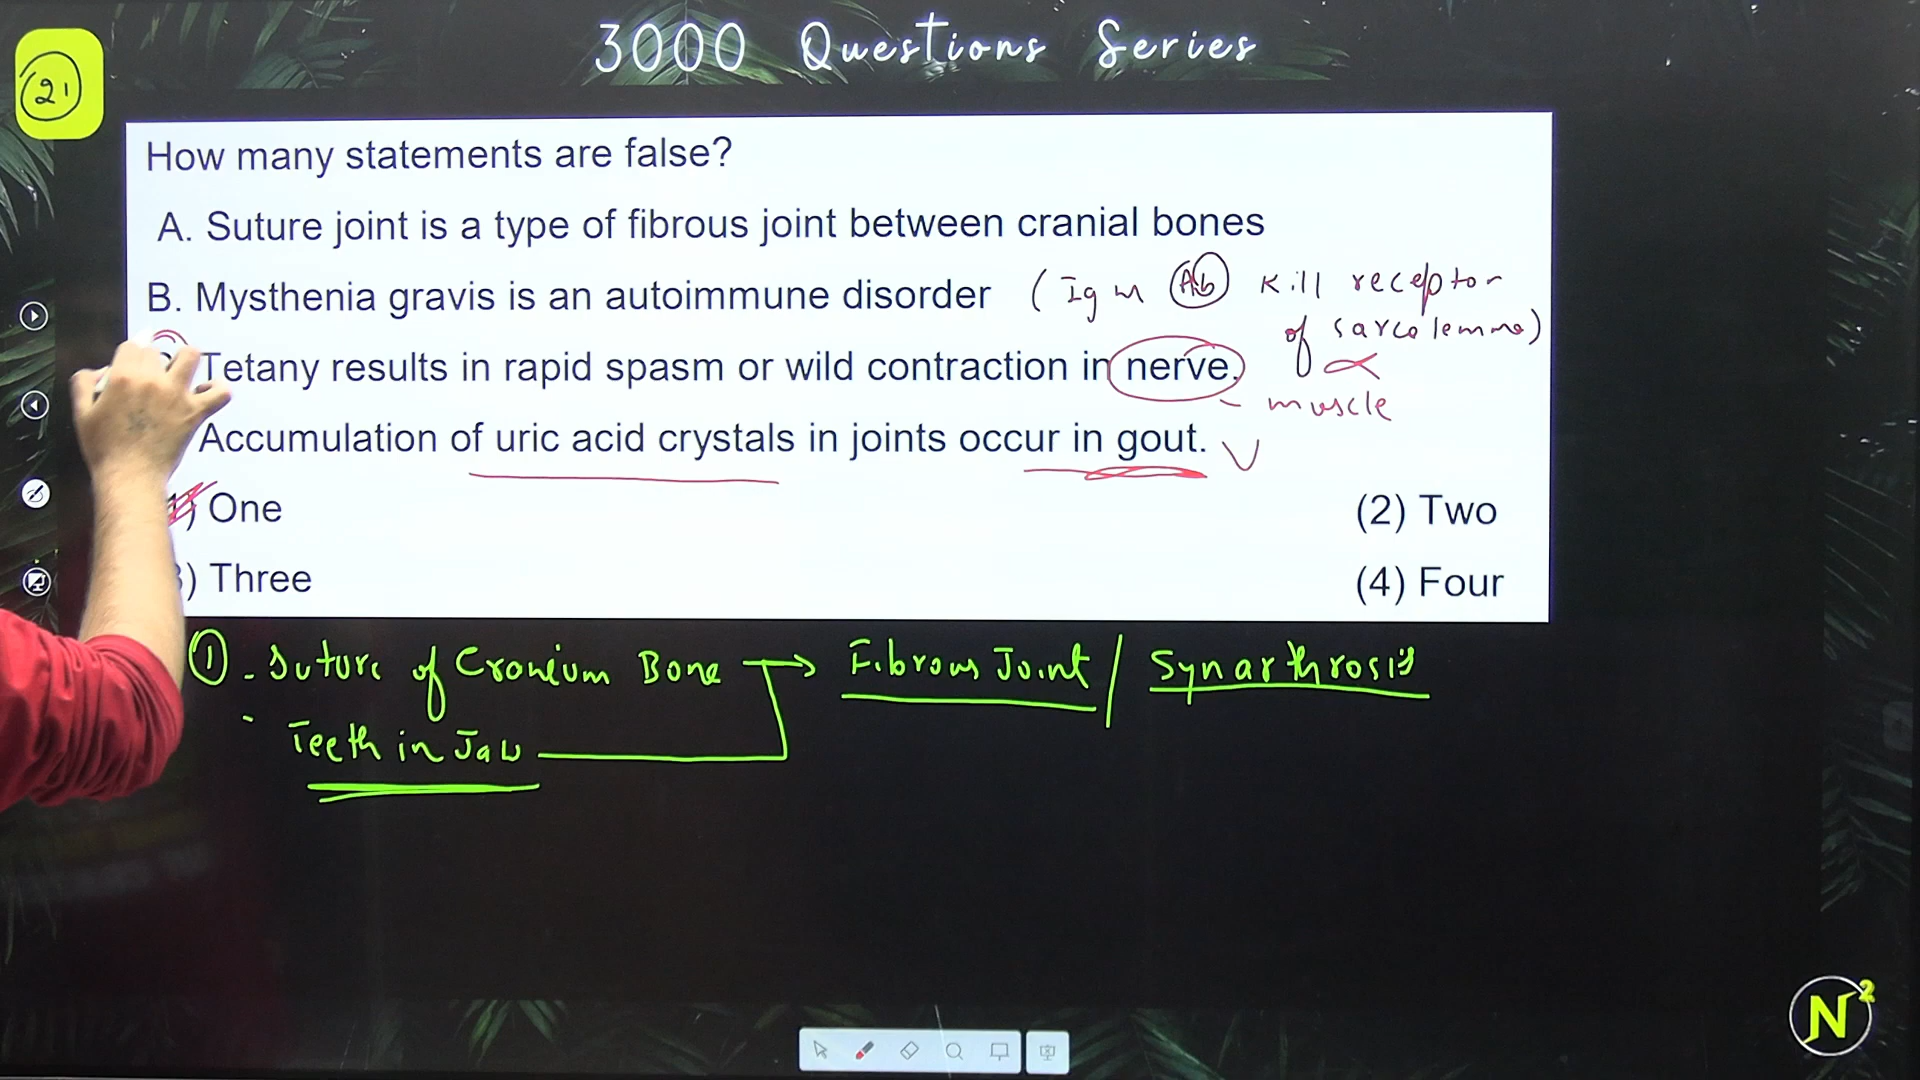 3000 Questions Series
21
How many statements are false?
A. Suture joint is a type of fibrous joint between cranial bones
B. Mysthenia gravis is an autoimmune disorder (Igm Ab Kill receptor
of sarcolemma)
Tetany results in rapid spasm or wild contraction in nerve.
- muscle
Accumulation of uric acid crystals in joints occur in gout.
1) One
(2) Two
3) Three
(4) Four
1 - Suture of Cranium Bone → Fibrous Joint / Synarthrosis
Teeth in Jaw
N2